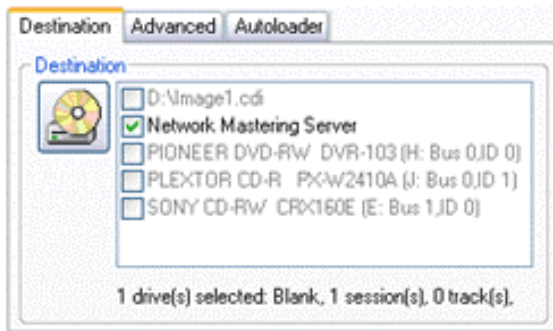 Destination Advanced Autoloader
Destination
D:\Image1.cdi
Network Mastering Server
PIONEER DVD-RW DVR-103 (H: Bus 0,ID 0)
PLEXTOR CD-R PX-W2410A (J: Bus 0,ID 1)
SONY CD-RW CRX160E (E: Bus 1,ID 0)
1 drive(s) selected: Blank, 1 session(s), 0 track(s),